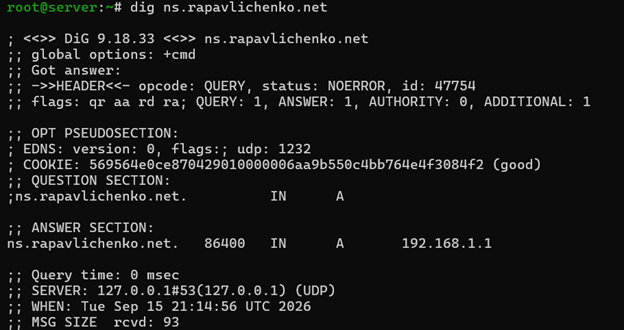 root@server:~# dig ns.rapavlichenko.net
; <<>> DiG 9.18.33 <<>> ns.rapavlichenko.net
;; global options: +cmd
;; Got answer:
;; ->>HEADER<<- opcode: QUERY, status: NOERROR, id: 47754
;; flags: qr aa rd ra; QUERY: 1, ANSWER: 1, AUTHORITY: 0, ADDITIONAL: 1
;; OPT PSEUDOSECTION:
; EDNS: version: 0, flags:; udp: 1232
; COOKIE: 569564e0ce870429010000006aa9b550c4bb764e4f3084f2 (good)
;; QUESTION SECTION:
;ns.rapavlichenko.net. IN A
;; ANSWER SECTION:
ns.rapavlichenko.net. 86400 IN A 192.168.1.1
;; Query time: 0 msec
;; SERVER: 127.0.0.1#53(127.0.0.1) (UDP)
;; WHEN: Tue Sep 15 21:14:56 UTC 2026
;; MSG SIZE rcvd: 93